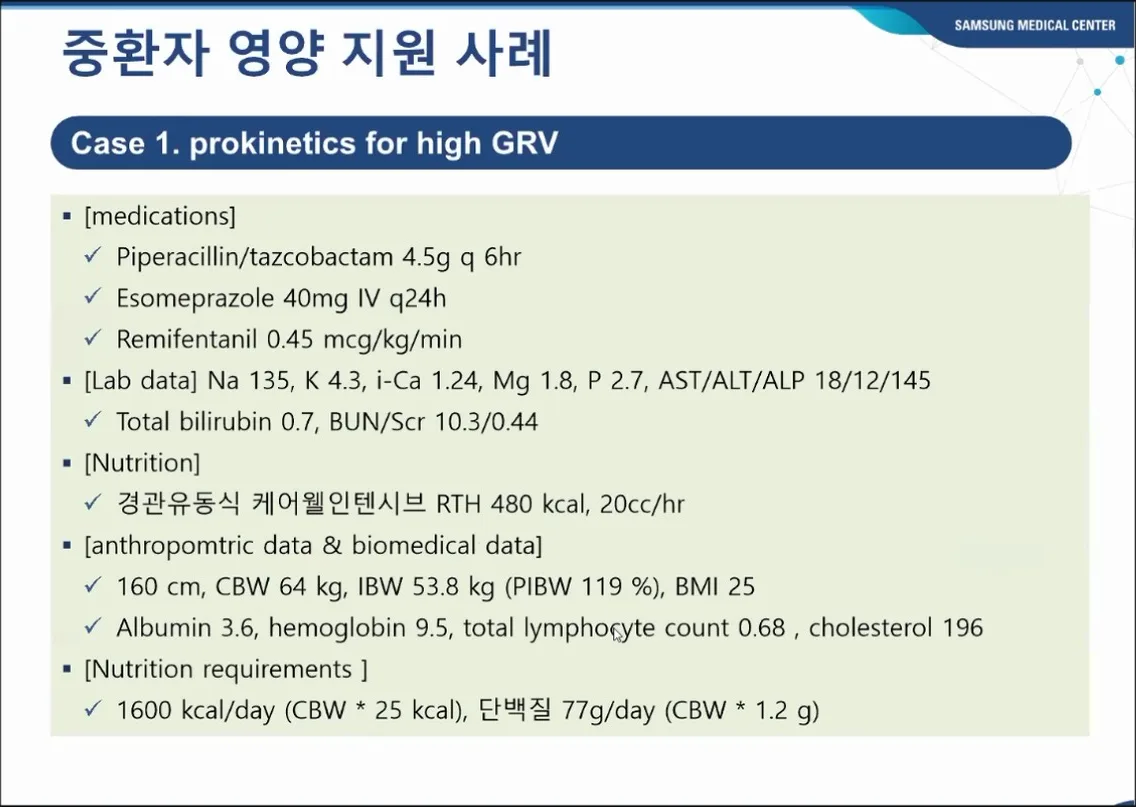 SAMSUNG MEDICAL CENTER
중환자 영양 지원 사례
Case 1. prokinetics for high GRV
▪ [medications]
✓ Piperacillin/tazcobactam 4.5g q 6hr
✓ Esomeprazole 40mg IV q24h
✓ Remifentanil 0.45 mcg/kg/min
▪ [Lab data] Na 135, K 4.3, i-Ca 1.24, Mg 1.8, P 2.7, AST/ALT/ALP 18/12/145
✓ Total bilirubin 0.7, BUN/Scr 10.3/0.44
▪ [Nutrition]
✓ 경관유동식 케어웰인텐시브 RTH 480 kcal, 20cc/hr
▪ [anthropomtric data & biomedical data]
✓ 160 cm, CBW 64 kg, IBW 53.8 kg (PIBW 119 %), BMI 25
✓ Albumin 3.6, hemoglobin 9.5, total lymphocyte count 0.68 , cholesterol 196
▪ [Nutrition requirements ]
✓ 1600 kcal/day (CBW * 25 kcal), 단백질 77g/day (CBW * 1.2 g)